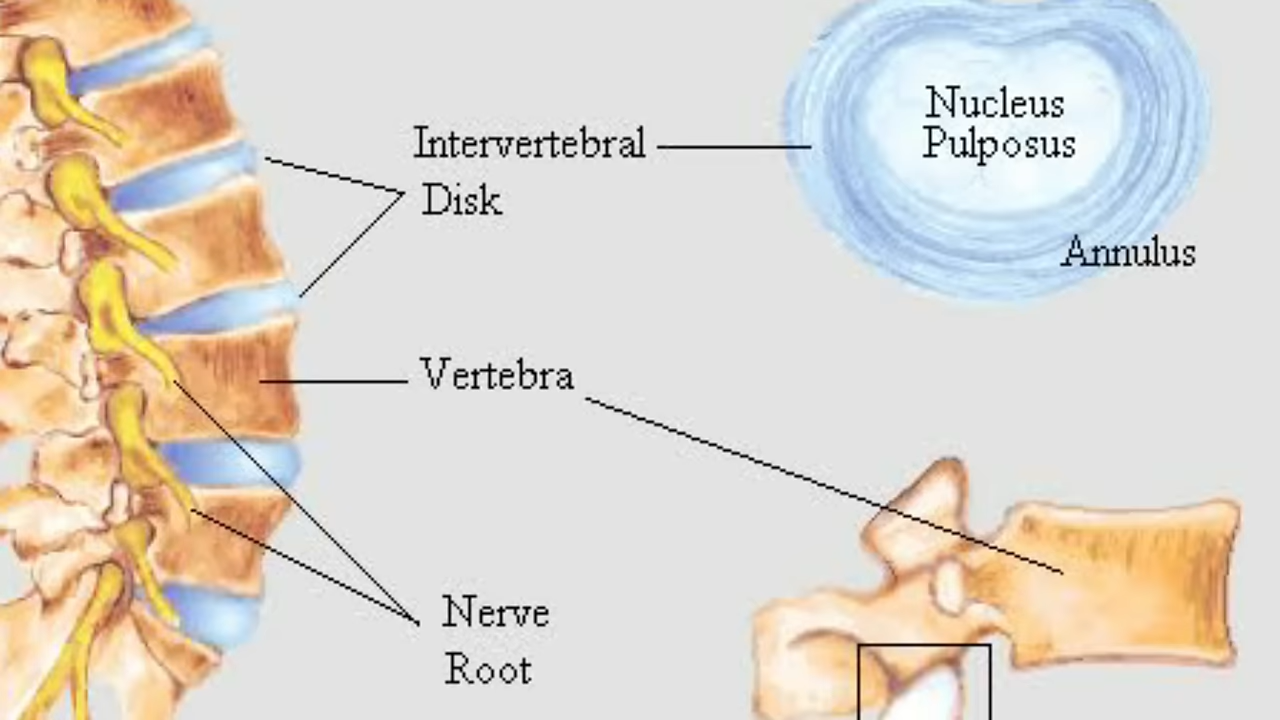 Intervertebral
Disk
Nucleus
Pulposus
Annulus
Vertebra
Nerve
Root